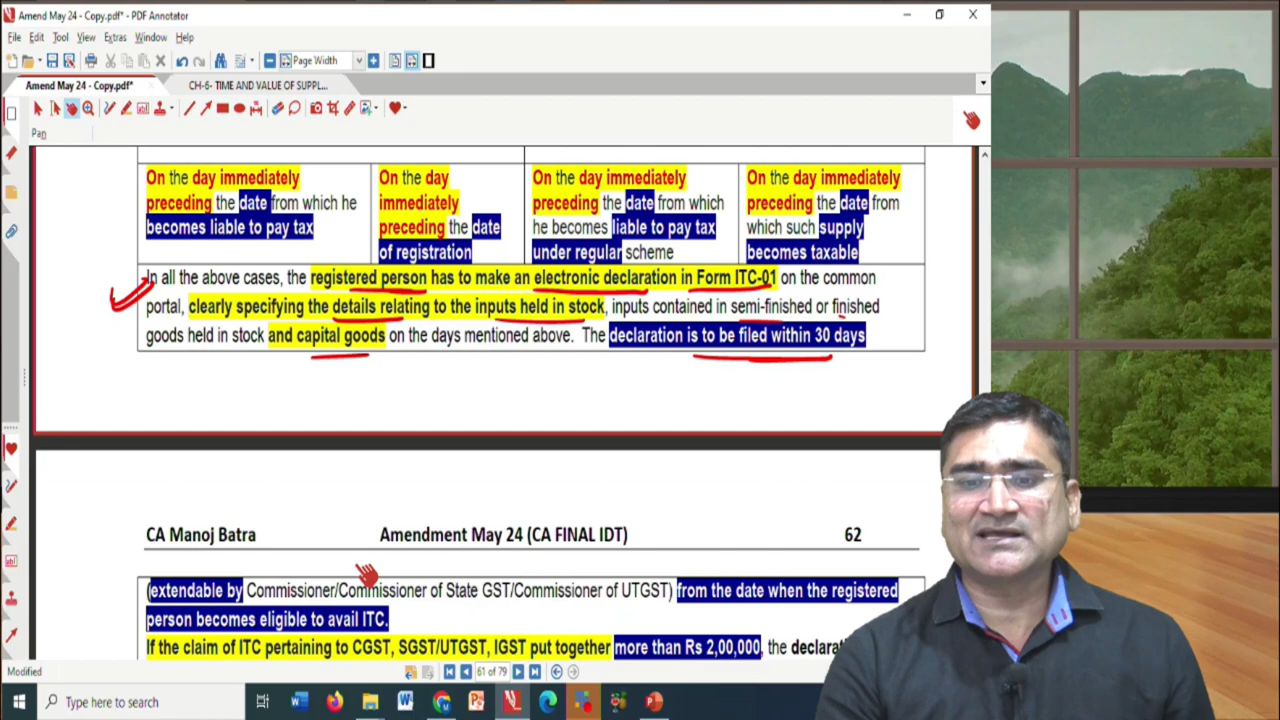 Amend May 24 - Copy.pdf* - PDF Annotator
File Edit Tool View Extras Window Help
Page Width
Amend May 24 - Copy.pdf*
CH-6- TIME AND VALUE OF SUPPL...
Pan
On the day immediately preceding the date from which he becomes liable to pay tax
On the day immediately preceding the date of registration
On the day immediately preceding the date from which he becomes liable to pay tax under regular scheme
On the day immediately preceding the date from which such supply becomes taxable
In all the above cases, the registered person has to make an electronic declaration in Form ITC-01 on the common
portal, clearly specifying the details relating to the inputs held in stock, inputs contained in semi-finished or finished
goods held in stock and capital goods on the days mentioned above. The declaration is to be filed within 30 days
CA Manoj Batra Amendment May 24 (CA FINAL IDT) 62
(extendable by Commissioner/Commissioner of State GST/Commissioner of UTGST) from the date when the registered
person becomes eligible to avail ITC.
If the claim of ITC pertaining to CGST, SGST/UTGST, IGST put together more than Rs 2,00,000, the
Modified
61 of 79
Type here to search